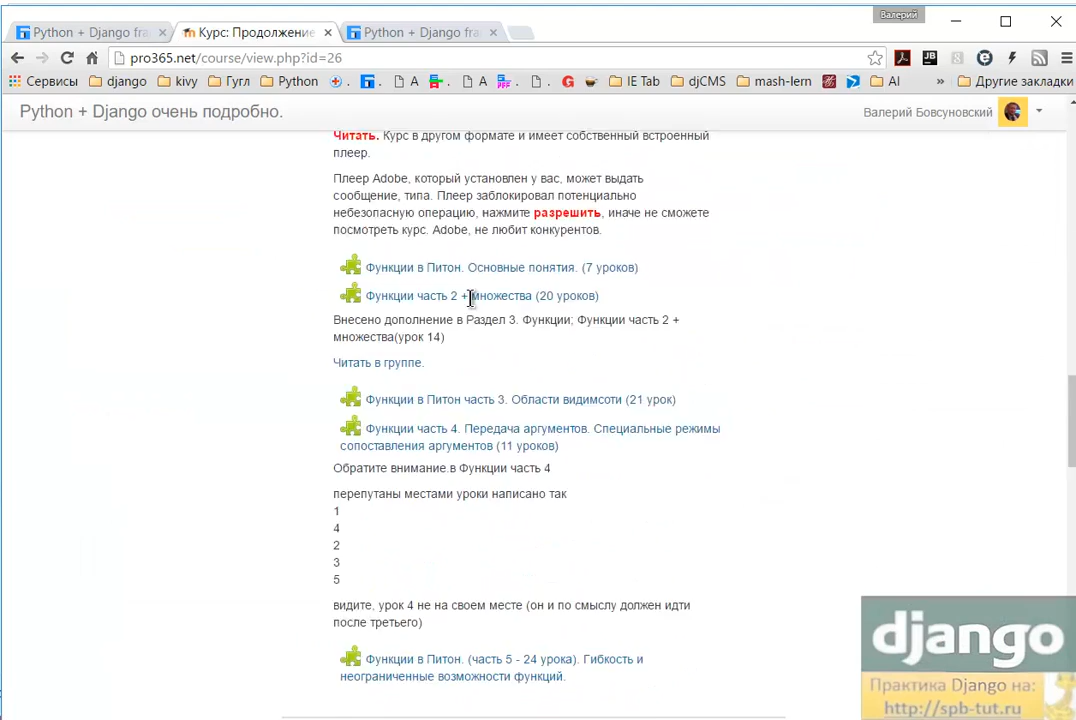 Валерий
Python + Django fra
Курс: Продолжение
Python + Django fra
pro365.net/course/view.php?id=26
Сервисы
django
kivy
Гугл
Python
A
A
IE Tab
djCMS
mash-lern
AI
»
Другие закладки
Python + Django очень подробно.
Валерий Бовсуновский
Читать. Курс в другом формате и имеет собственный встроенный
плеер.
Плеер Adobe, который установлен у вас, может выдать
сообщение, типа. Плеер заблокировал потенциально
небезопасную операцию, нажмите разрешить, иначе не сможете
посмотреть курс. Adobe, не любит конкурентов.
Функции в Питон. Основные понятия. (7 уроков)
Функции часть 2 + множества (20 уроков)
Внесено дополнение в Раздел 3. Функции; Функции часть 2 +
множества(урок 14)
Читать в группе.
Функции в Питон часть 3. Области видимсоти (21 урок)
Функции часть 4. Передача аргументов. Специальные режимы
сопоставления аргументов (11 уроков)
Обратите внимание.в Функции часть 4
перепутаны местами уроки написано так
1
4
2
3
5
видите, урок 4 не на своем месте (он и по смыслу должен идти
после третьего)
Функции в Питон. (часть 5 - 24 урока). Гибкость и
неограниченные возможности функций.
django
Практика Django на:
http://spb-tut.ru